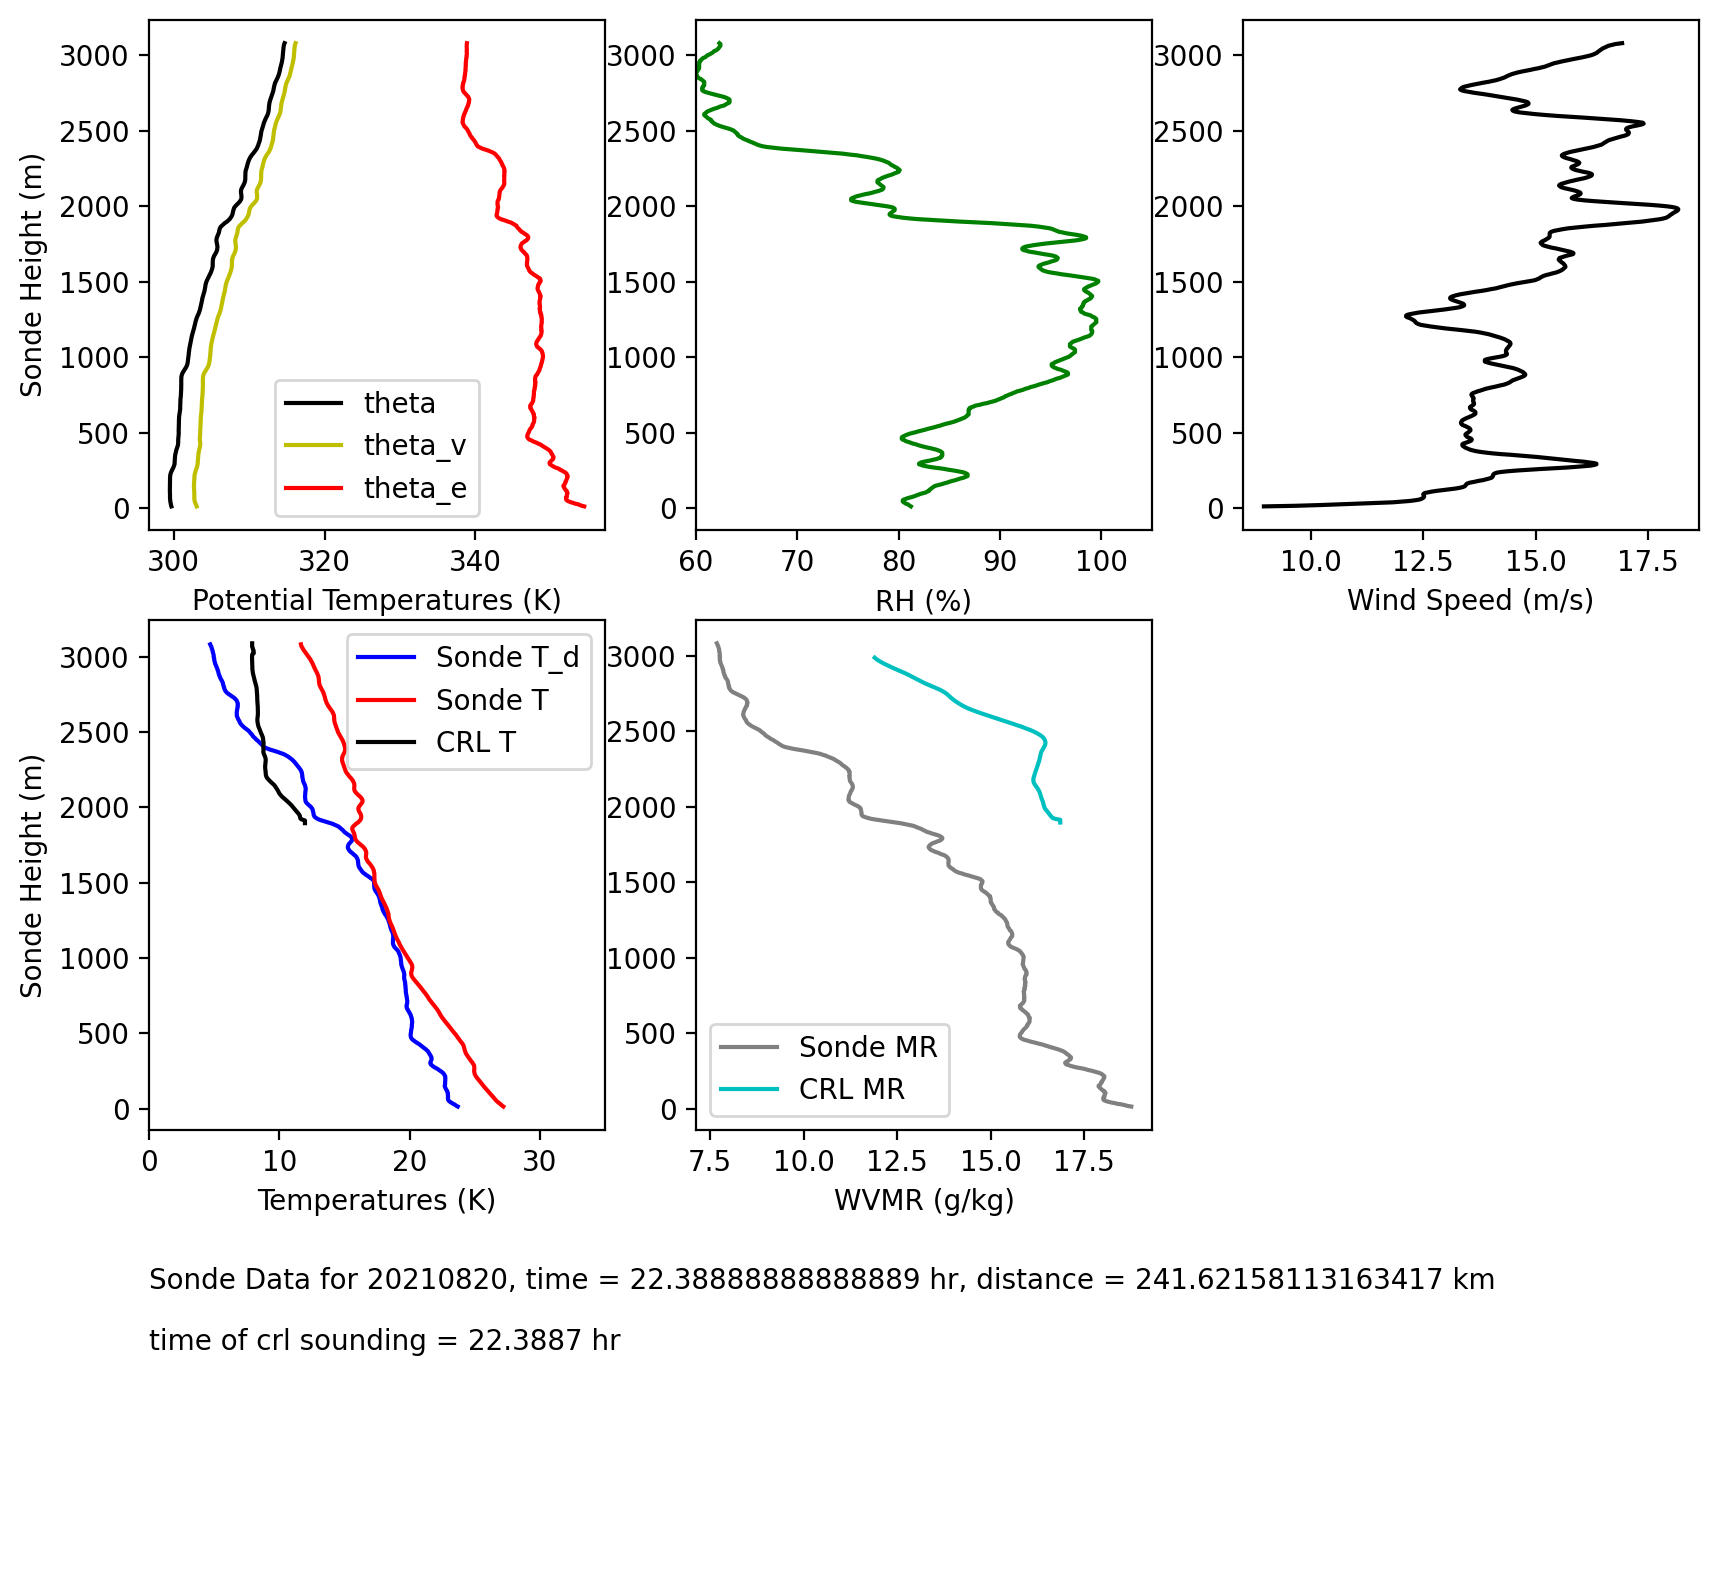 3000
2500
2000
1500
1000
500
0
Sonde Height (m)
300 320 340
Potential Temperatures (K)
theta
theta_v
theta_e
3000
2500
2000
1500
1000
500
0
60 70 80 90 100
RH (%)
3000
2500
2000
1500
1000
500
0
10.0 12.5 15.0 17.5
Wind Speed (m/s)
3000
2500
2000
1500
1000
500
0
Sonde Height (m)
0 10 20 30
Temperatures (K)
Sonde T_d
Sonde T
CRL T
3000
2500
2000
1500
1000
500
0
7.5 10.0 12.5 15.0 17.5
WVMR (g/kg)
Sonde MR
CRL MR
Sonde Data for 20210820, time = 22.38888888888889 hr, distance = 241.62158113163417 km
time of crl sounding = 22.3887 hr